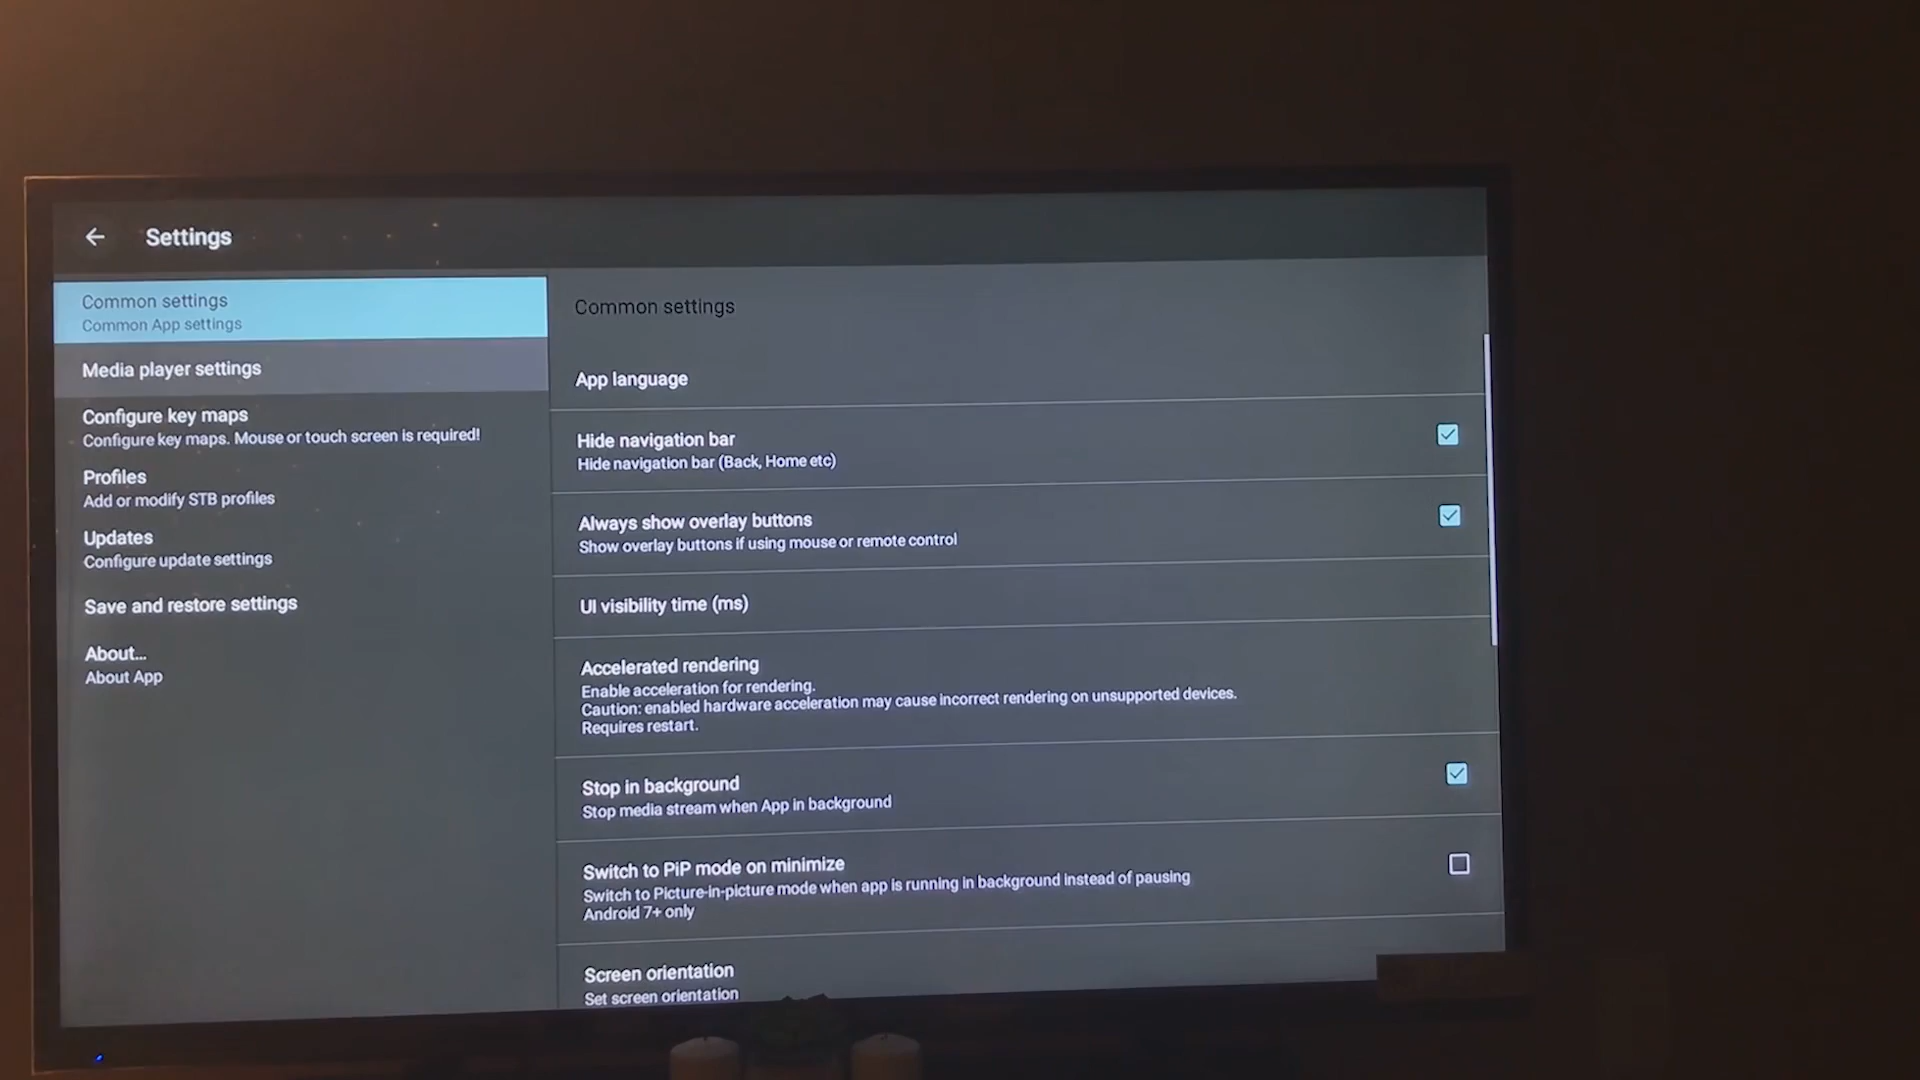 Settings
Common settings
Common App settings
Media player settings
Configure key maps
Configure key maps. Mouse or touch screen is required!
Profiles
Add or modify STB profiles
Updates
Configure update settings
Save and restore settings
About...
About App
Common settings
App language
Hide navigation bar
Hide navigation bar (Back, Home etc)
Always show overlay buttons
Show overlay buttons if using mouse or remote control
UI visibility time (ms)
Accelerated rendering
Enable acceleration for rendering.
Caution: enabled hardware acceleration may cause incorrect rendering on unsupported devices.
Requires restart.
Stop in background
Stop media stream when App in background
Switch to PiP mode on minimize
Switch to Picture-in-picture mode when app is running in background instead of pausing
Android 7+ only
Screen orientation
Set screen orientation